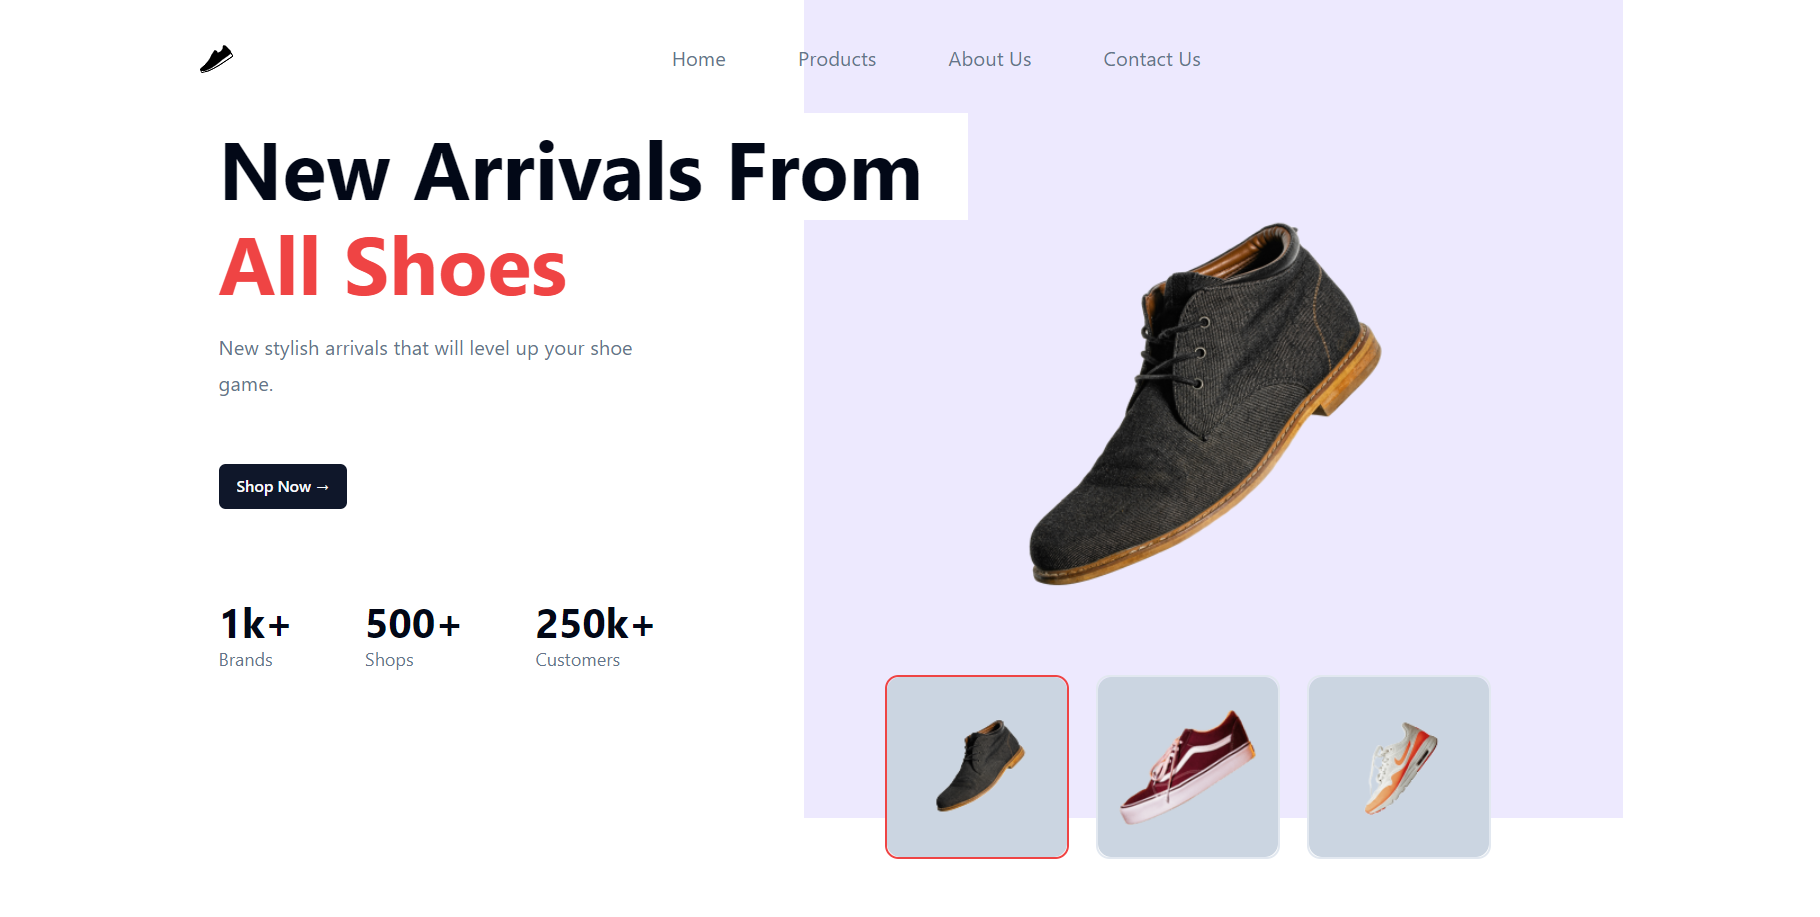 Home Products About Us Contact Us
New Arrivals From
All Shoes
New stylish arrivals that will level up your shoe
game.
Shop Now →
1k+ 500+ 250k+
Brands Shops Customers